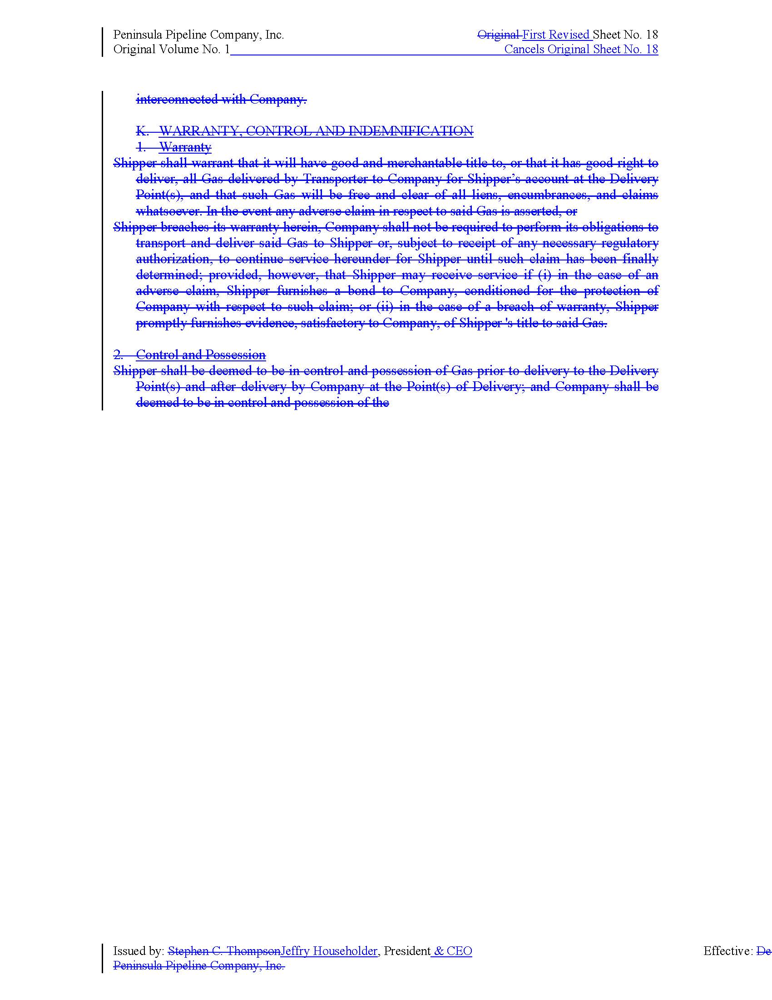 Peninsula Pipeline Company, Inc. Original First Revised Sheet No. 18
Original Volume No. 1 Cancels Original Sheet No. 18
interconnected with Company.
K. WARRANTY, CONTROL AND INDEMNIFICATION
1. Warranty
Shipper shall warrant that it will have good and merchantable title to, or that it has good right to
deliver, all Gas delivered by Transporter to Company for Shipper’s account at the Delivery
Point(s), and that such Gas will be free and clear of all liens, encumbrances, and claims
whatsoever. In the event any adverse claim in respect to said Gas is asserted, or
Shipper breaches its warranty herein, Company shall not be required to perform its obligations to
transport and deliver said Gas to Shipper or, subject to receipt of any necessary regulatory
authorization, to continue service hereunder for Shipper until such claim has been finally
determined; provided, however, that Shipper may receive service if (i) in the case of an
adverse claim, Shipper furnishes a bond to Company, conditioned for the protection of
Company with respect to such claim; or (ii) in the case of a breach of warranty, Shipper
promptly furnishes evidence, satisfactory to Company, of Shipper 's title to said Gas.
2. Control and Possession
Shipper shall be deemed to be in control and possession of Gas prior to delivery to the Delivery
Point(s) and after delivery by Company at the Point(s) of Delivery; and Company shall be
deemed to be in control and possession of the
Issued by: Stephen C. ThompsonJeffry Householder, President & CEO Effective: De
Peninsula Pipeline Company, Inc.